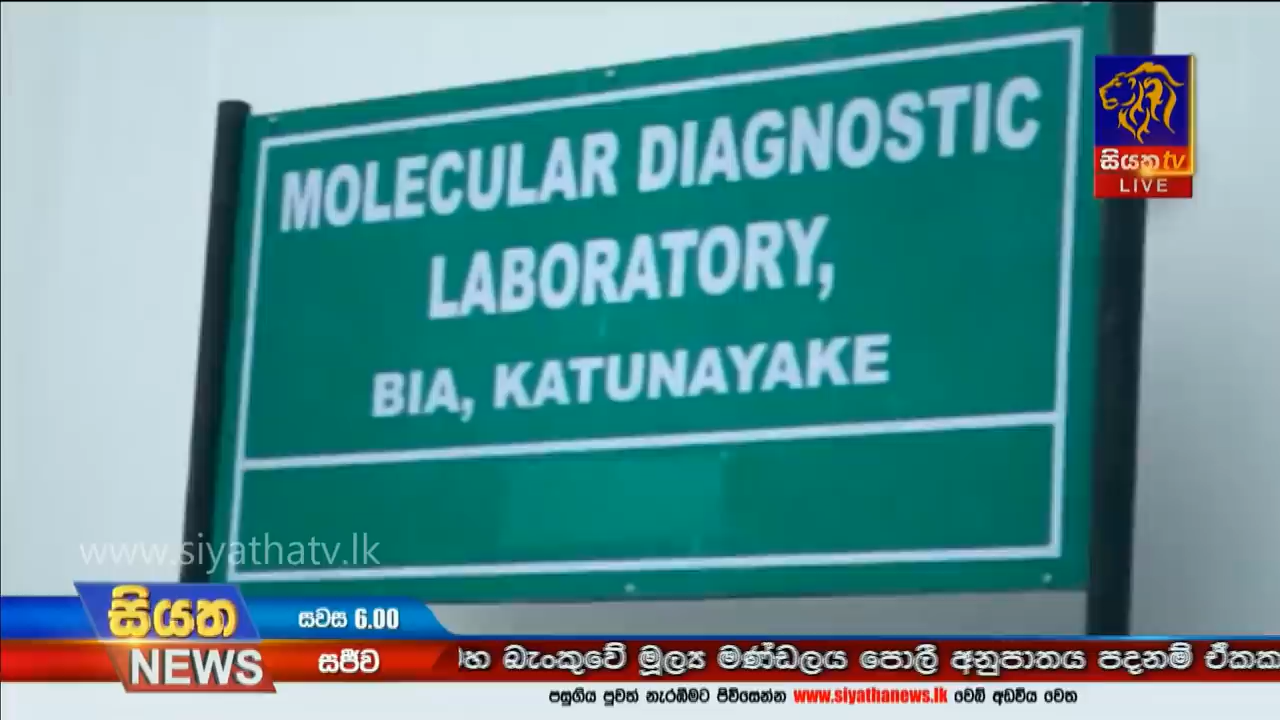 MOLECULAR DIAGNOSTIC
LABORATORY,
BIA, KATUNAYAKE
සියත tv
LIVE
www.siyathatv.lk
සියත
NEWS
සවස 6.00
සජීව
බැංකුවේ මූල්‍ය මණ්ඩලය පොලී අනුපාතය පදනම් ඒකක
පසුගිය පුවත් නැරඹීමට පිවිසෙන්න www.siyathanews.lk වෙබ් අඩවිය වෙත